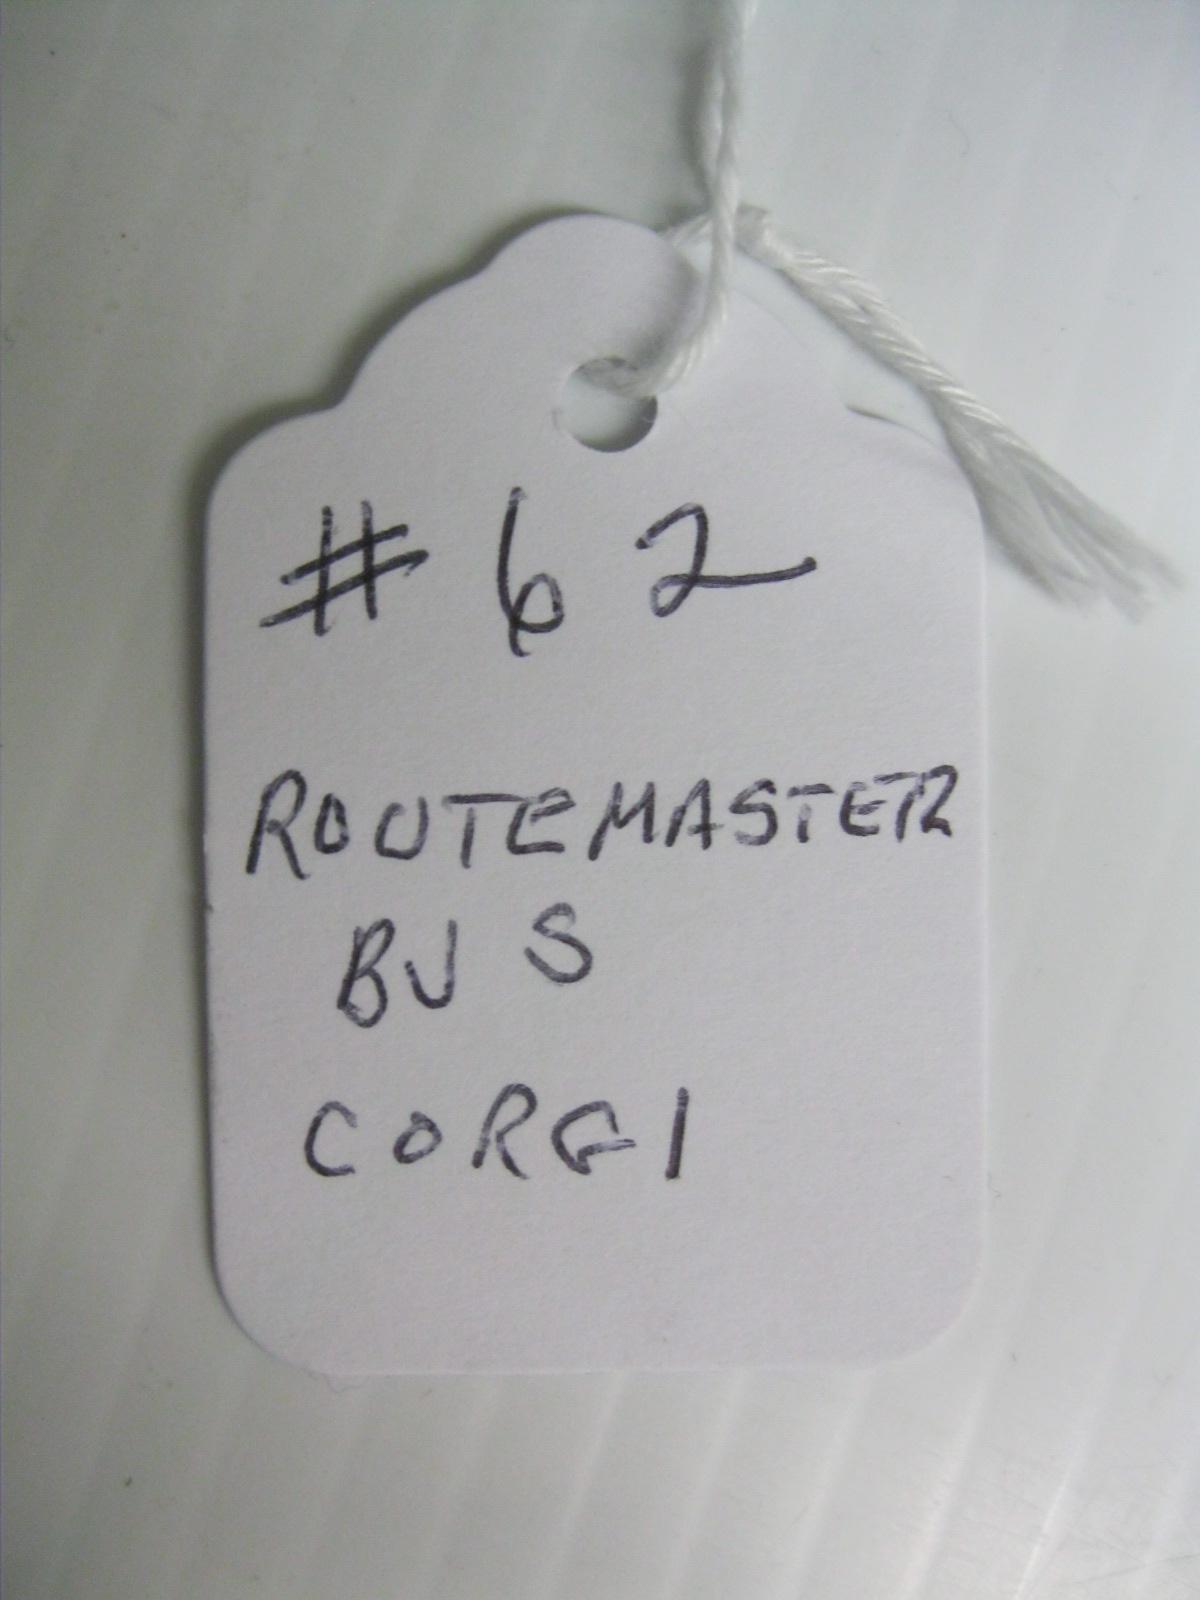 # 62
ROUTEMASTER
BUS
CORGI